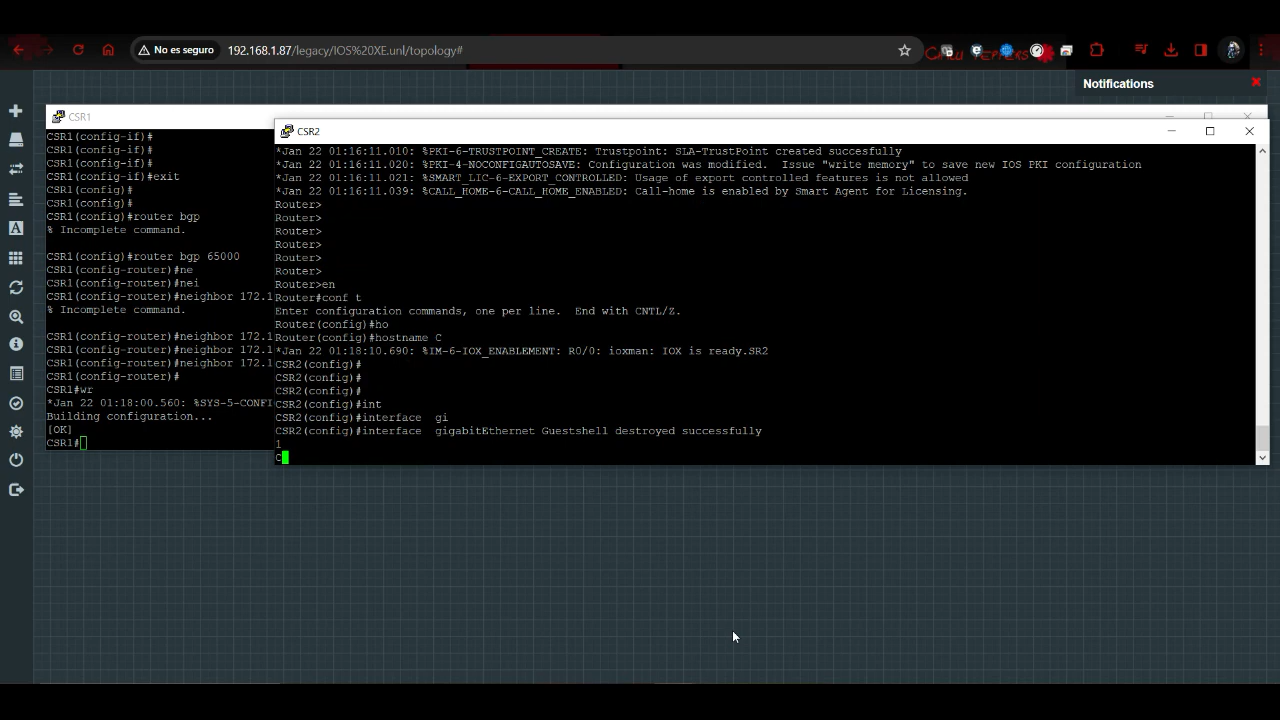 No es seguro
192.168.1.87/legacy/IOS%20XE.unl/topology#
Notifications
CSR1
CSR1(config-if)#
CSR1(config-if)#
CSR1(config-if)#
CSR1(config-if)#exit
CSR1(config)#
CSR1(config)#
CSR1(config)#router bgp
% Incomplete command.
CSR1(config)#router bgp 65000
CSR1(config-router)#ne
CSR1(config-router)#nei
CSR1(config-router)#neighbor 172.1
% Incomplete command.
CSR1(config-router)#neighbor 172.1
CSR1(config-router)#neighbor 172.1
CSR1(config-router)#neighbor 172.1
CSR1(config-router)#
CSR1#wr
*Jan 22 01:18:00.560: %SYS-5-CONFI
Building configuration...
[OK]
CSR1#
CSR2
*Jan 22 01:16:11.010: %PKI-6-TRUSTPOINT_CREATE: Trustpoint: SLA-TrustPoint created succesfully
*Jan 22 01:16:11.020: %PKI-4-NOCONFIGAUTOSAVE: Configuration was modified.  Issue "write memory" to save new IOS PKI configuration
*Jan 22 01:16:11.021: %SMART_LIC-6-EXPORT_CONTROLLED: Usage of export controlled features is not allowed
*Jan 22 01:16:11.039: %CALL_HOME-6-CALL_HOME_ENABLED: Call-home is enabled by Smart Agent for Licensing.
Router>
Router>
Router>
Router>
Router>
Router>
Router>en
Router#conf t
Enter configuration commands, one per line.  End with CNTL/Z.
Router(config)#ho
Router(config)#hostname C
*Jan 22 01:18:10.690: %IM-6-IOX_ENABLEMENT: R0/0: ioxman: IOX is ready.SR2
CSR2(config)#
CSR2(config)#
CSR2(config)#
CSR2(config)#int
CSR2(config)#interface  gi
CSR2(config)#interface  gigabitEthernet Guestshell destroyed successfully
1
C